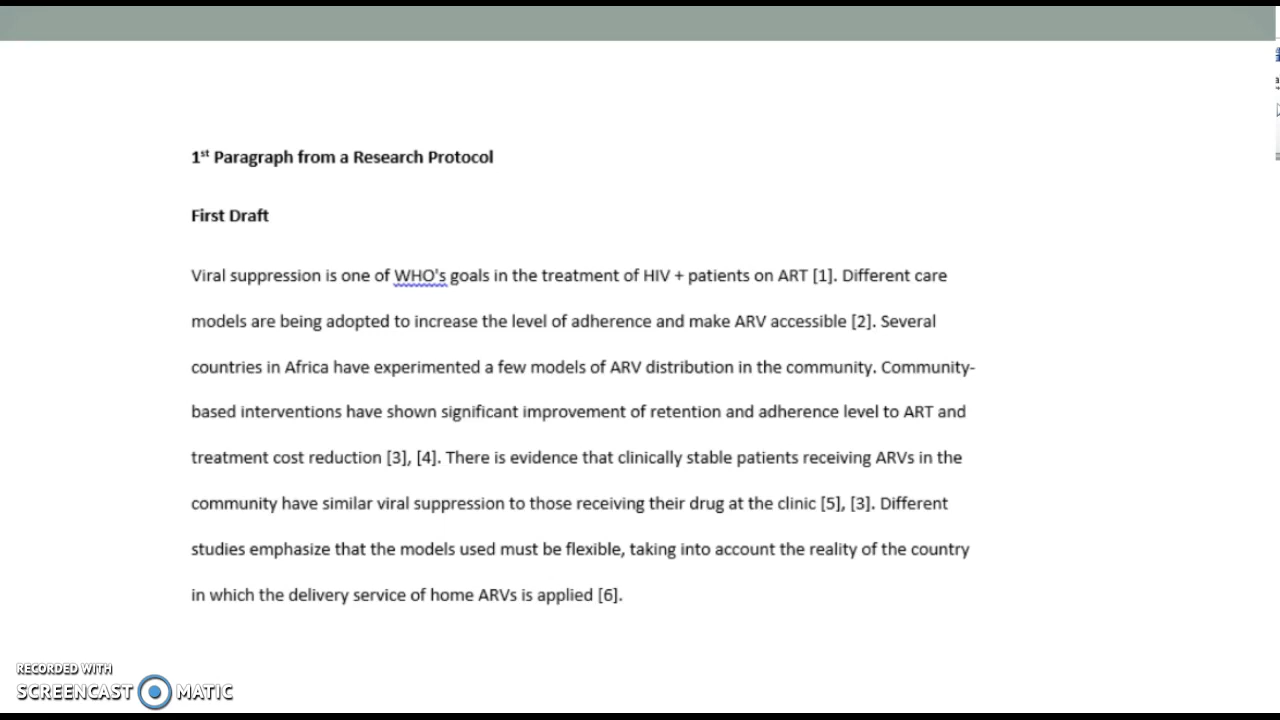 1st Paragraph from a Research Protocol
First Draft
Viral suppression is one of WHO's goals in the treatment of HIV + patients on ART [1]. Different care
models are being adopted to increase the level of adherence and make ARV accessible [2]. Several
countries in Africa have experimented a few models of ARV distribution in the community. Community-
based interventions have shown significant improvement of retention and adherence level to ART and
treatment cost reduction [3], [4]. There is evidence that clinically stable patients receiving ARVs in the
community have similar viral suppression to those receiving their drug at the clinic [5], [3]. Different
studies emphasize that the models used must be flexible, taking into account the reality of the country
in which the delivery service of home ARVs is applied [6].
RECORDED WITH
SCREENCAST MATIC